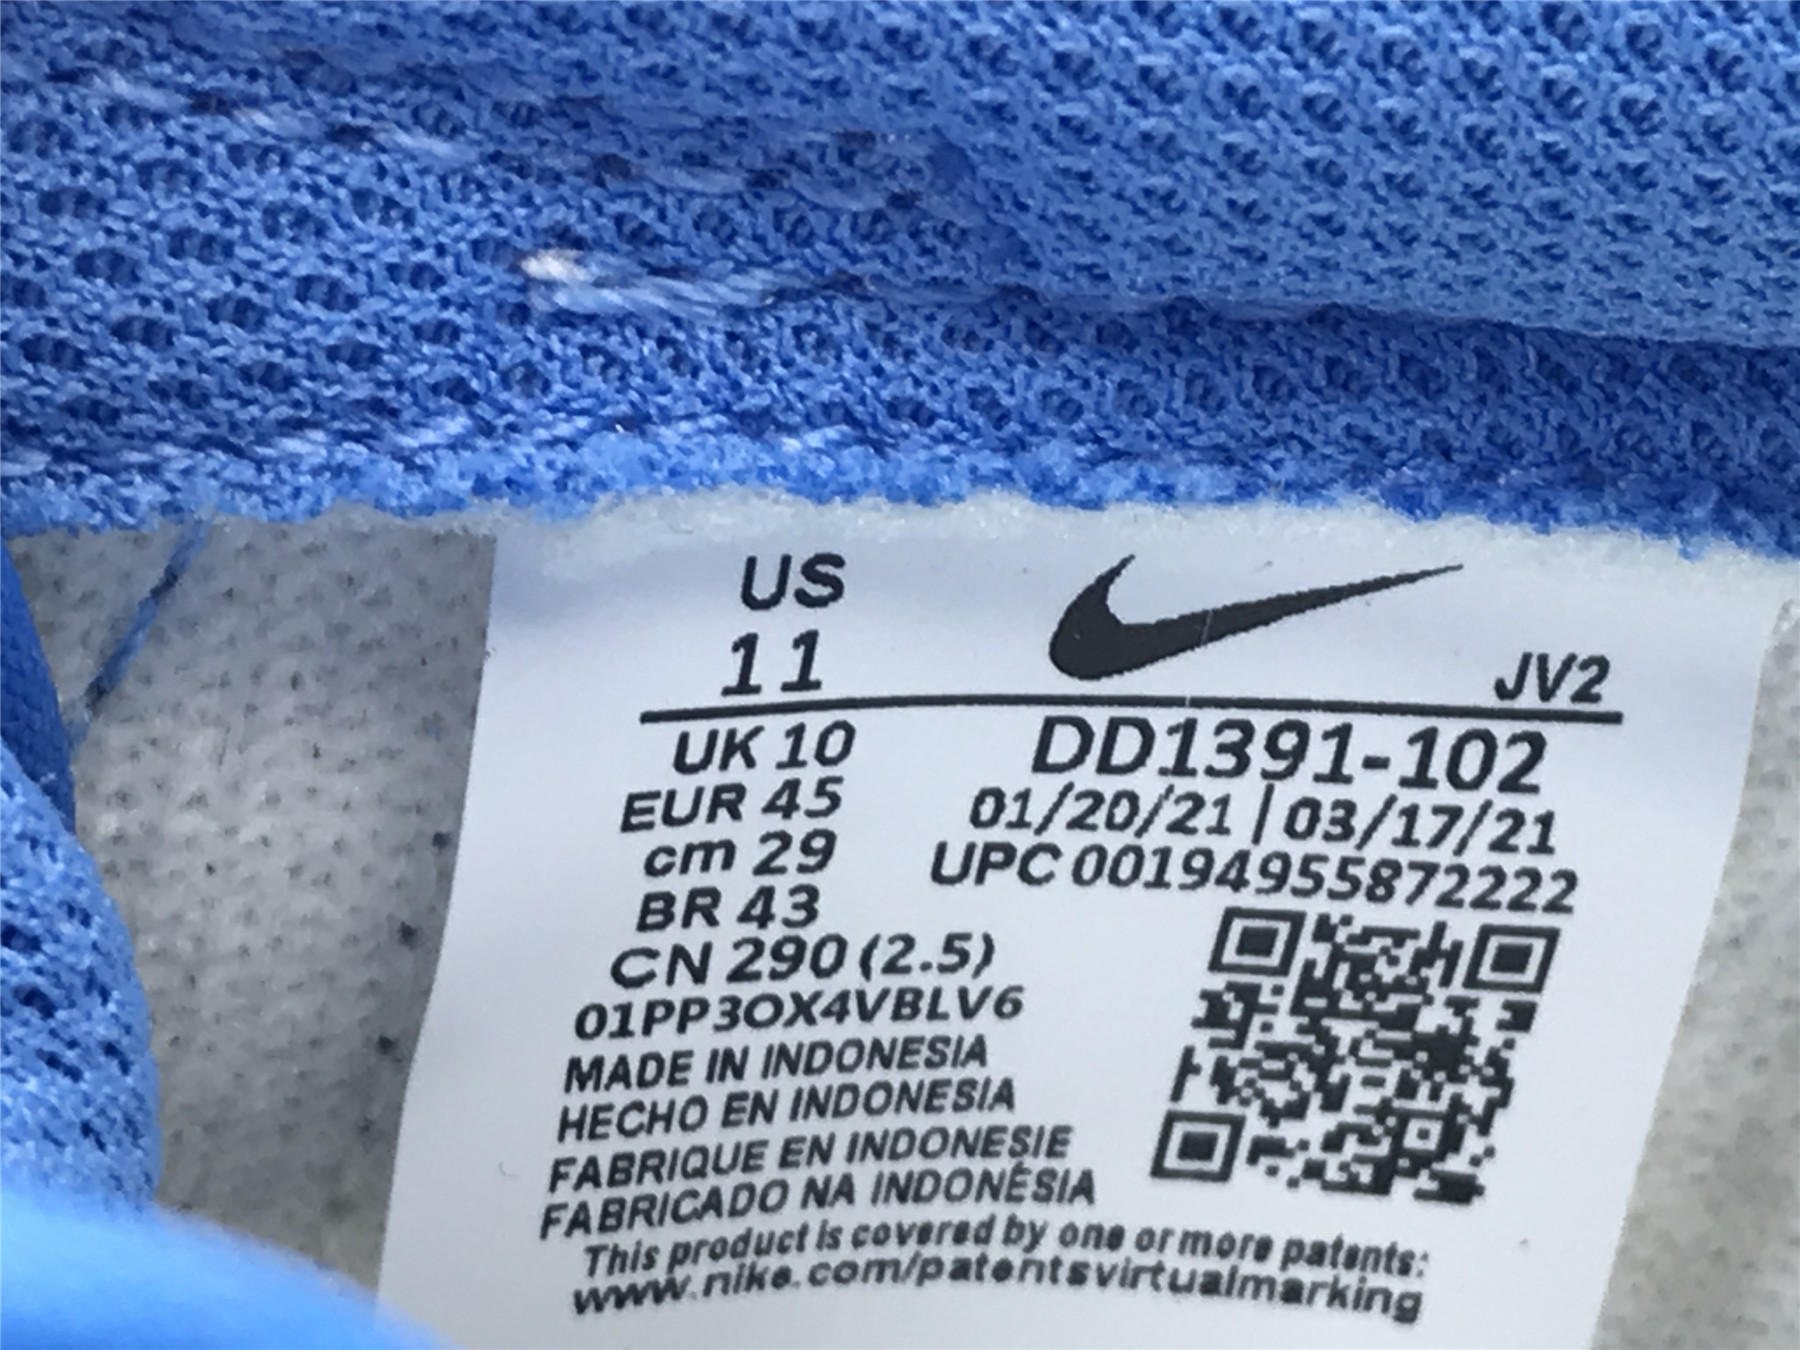 US
11
JV2
UK 10
EUR 45
cm 29
BR 43
CN 290 (2.5)
DD1391-102
01/20/21 | 03/17/21
UPC 00194955872222
01PP3OX4VBLV6
MADE IN INDONESIA
HECHO EN INDONESIA
FABRIQUE EN INDONESIE
FABRICADO NA INDONÉSIA
This product is covered by one or more patents:
www.nike.com/patentsvirtualmarking